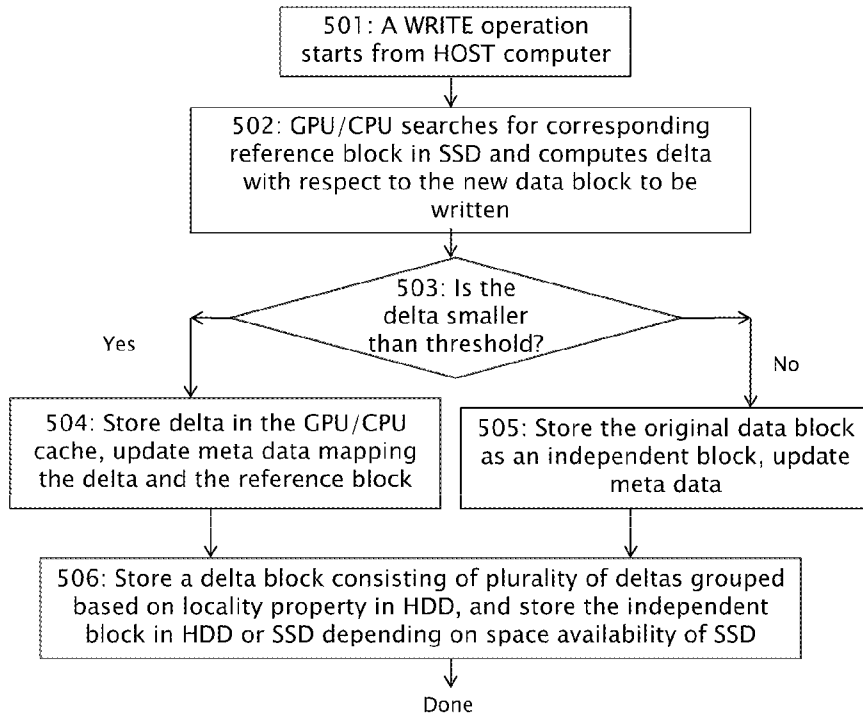 501: A WRITE operation
starts from HOST computer
502: GPU/CPU searches for corresponding
reference block in SSD and computes delta
with respect to the new data block to be
written
503: Is the
delta smaller
than threshold?
Yes
No
504: Store delta in the GPU/CPU
cache, update meta data mapping
the delta and the reference block
505: Store the original data block
as an independent block, update
meta data
506: Store a delta block consisting of plurality of deltas grouped
based on locality property in HDD, and store the independent
block in HDD or SSD depending on space availability of SSD
Done